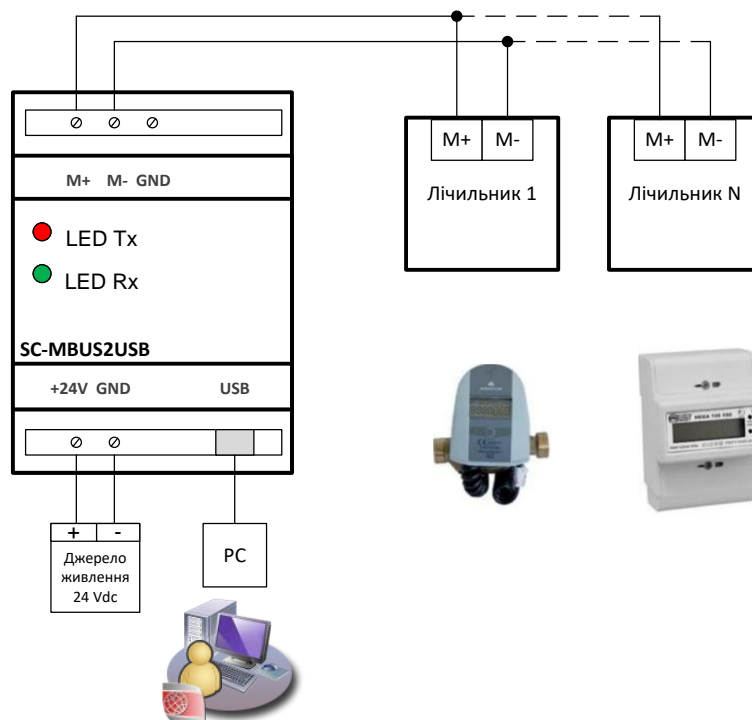 M+ M-
M+ M-
Лічильник 1
Лічильник N
M+ M- GND
LED Tx
LED Rx
SC-MBUS2USB
+24V GND USB
+ -
Джерело
живлення
24 Vdc
PC